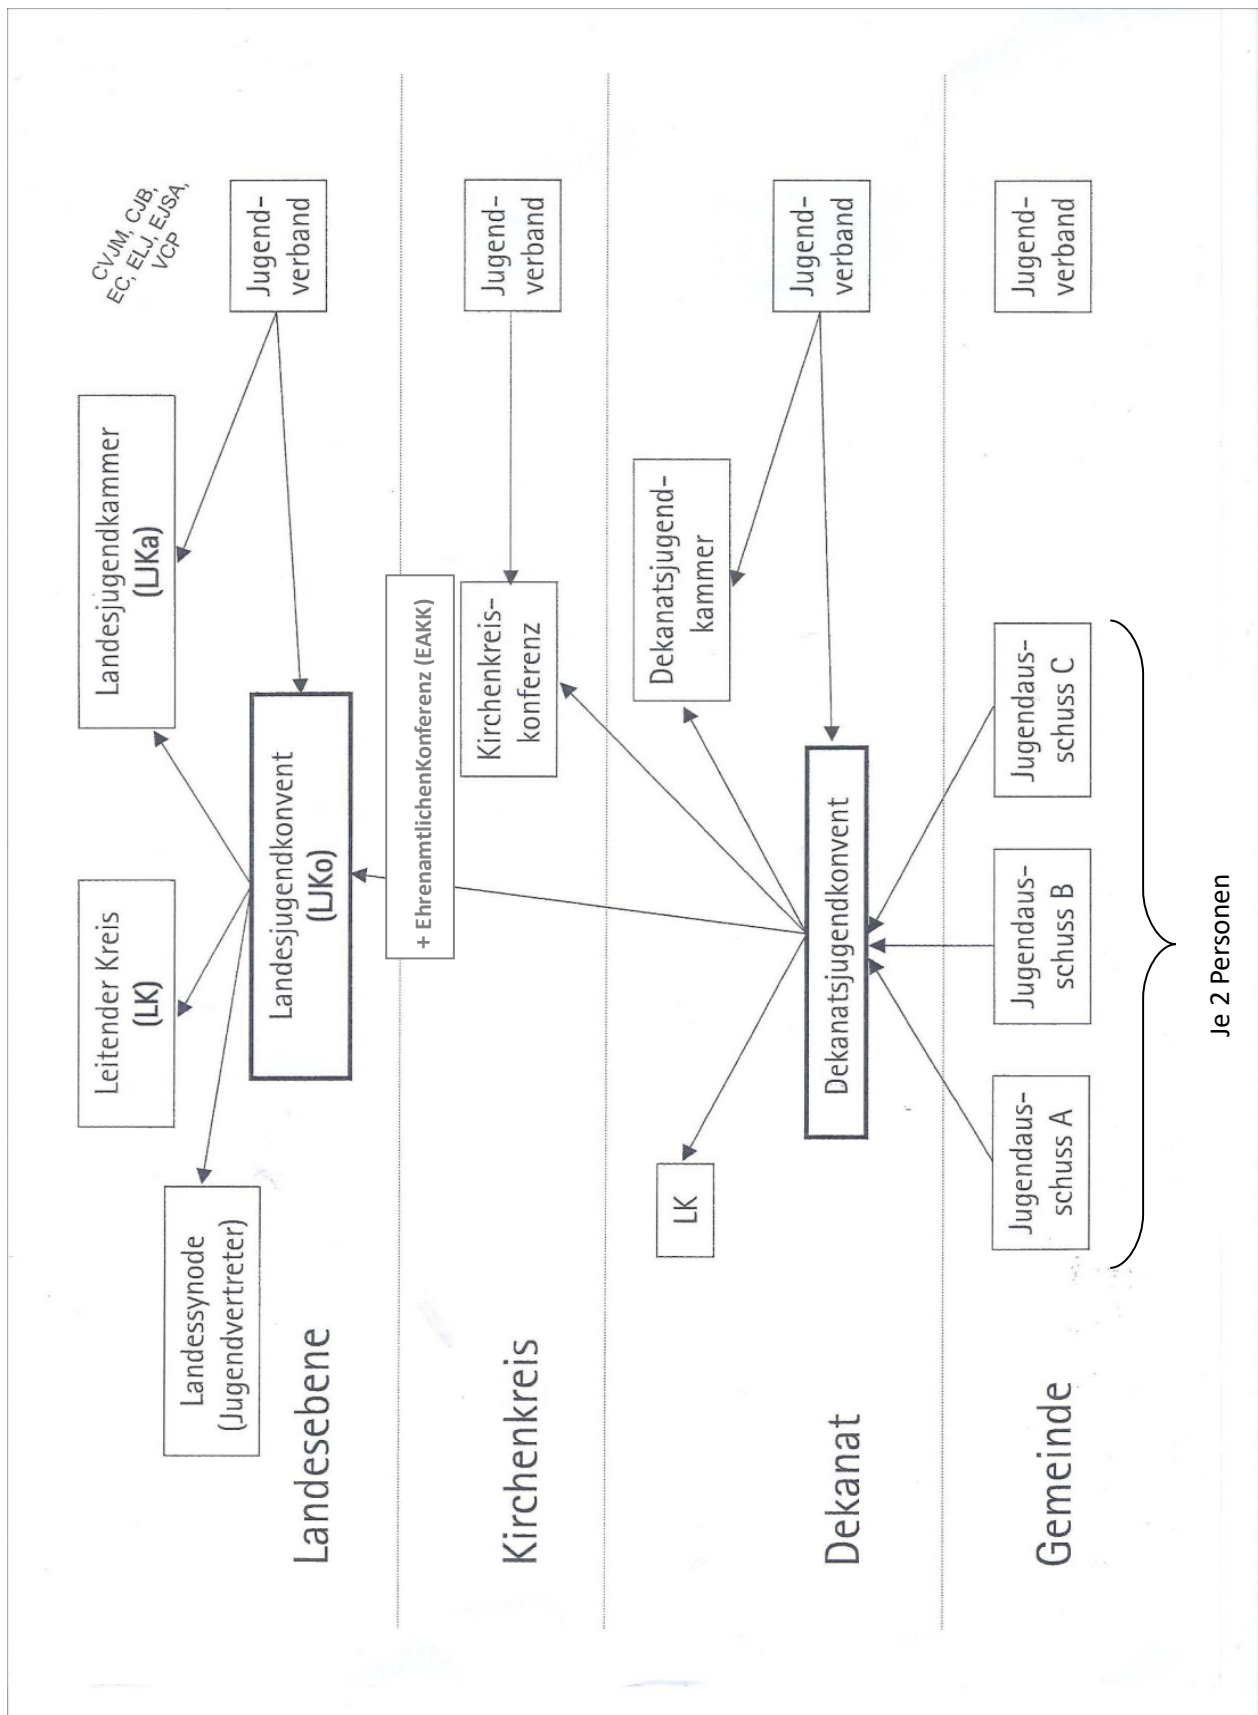 Landesebene
Landessynode
(Jugendvertreter)
Leitender Kreis
(LK)
Landesjugendkammer
(LJKa)
Landesjugendkonvent
(LJKo)
CVJM, CJB,
EC, ELJ, EJSA,
VCP
Jugend-
verband
+ EhrenamtlichenKonferenz (EAKK)
Kirchenkreis
Kirchenkreis-
konferenz
Jugend-
verband
Dekanat
LK
Dekanatsjugendkonvent
Dekanatsjugend-
kammer
Jugend-
verband
Gemeinde
Jugendaus-
schuss A
Jugendaus-
schuss B
Jugendaus-
schuss C
Jugend-
verband
Je 2 Personen